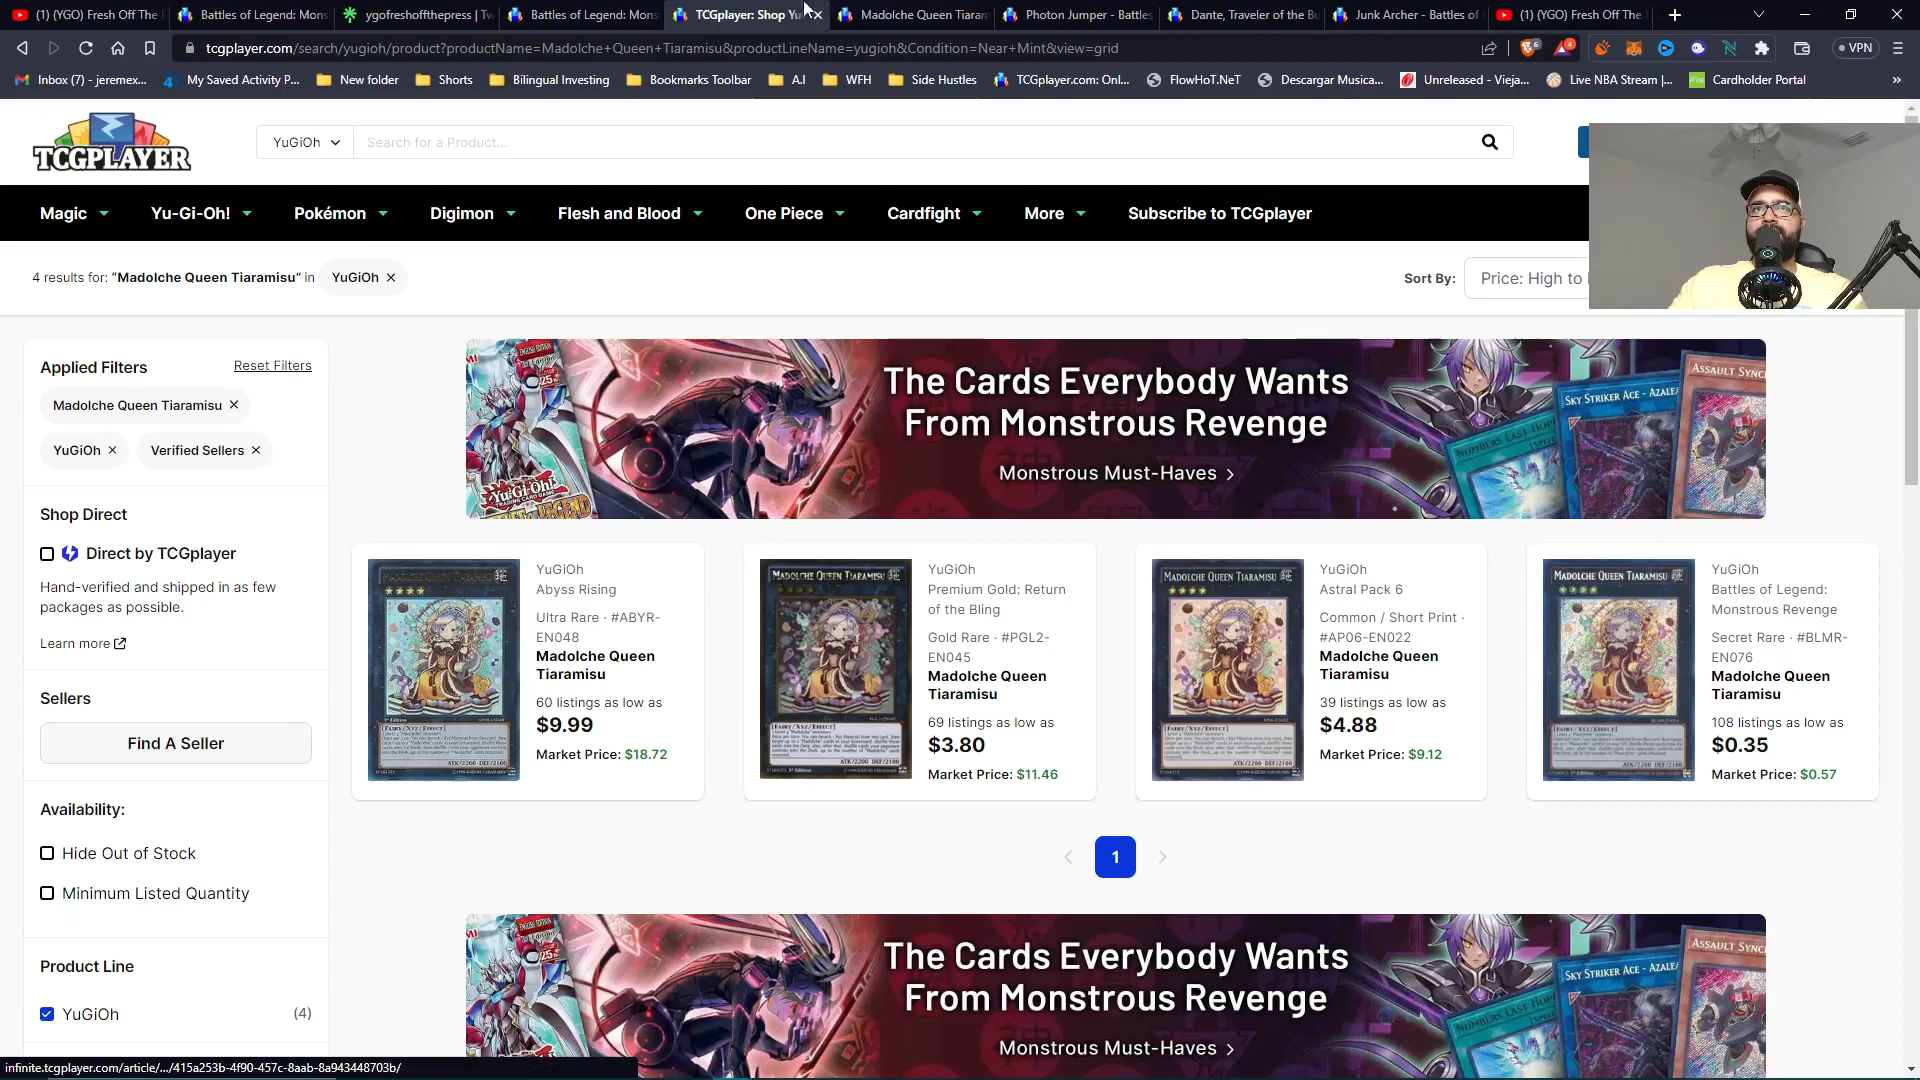 (1) (YGO) Fresh Off The
Battles of Legend: Mons
ygofreshoffthepress | Tw
Battles of Legend: Mons
TCGplayer: Shop Yu
Madolche Queen Tiaram
Photon Jumper - Battles
Dante, Traveler of the Bu
Junk Archer - Battles of
(1) (YGO) Fresh Off The
tcgplayer.com/search/yugioh/product?productName=Madolche+Queen+Tiaramisu&productLineName=yugioh&Condition=Near+Mint&view=grid
VPN
Inbox (7) - jeremex...
My Saved Activity P...
New folder
Shorts
Bilingual Investing
Bookmarks Toolbar
A.I
WFH
Side Hustles
TCGplayer.com: Onl...
FlowHoT.NeT
Descargar Musica...
Unreleased - Vieja...
Live NBA Stream |...
Cardholder Portal
TCGPLAYER
YuGiOh
Search for a Product...
Magic
Yu-Gi-Oh!
Pokémon
Digimon
Flesh and Blood
One Piece
Cardfight
More
Subscribe to TCGplayer
4 results for: “Madolche Queen Tiaramisu” in YuGiOh
Sort By: Price: High to
Applied Filters
Reset Filters
Madolche Queen Tiaramisu
YuGiOh
Verified Sellers
Shop Direct
Direct by TCGplayer
Hand-verified and shipped in as few
packages as possible.
Learn more
Sellers
Find A Seller
Availability:
Hide Out of Stock
Minimum Listed Quantity
Product Line
YuGiOh (4)
The Cards Everybody Wants
From Monstrous Revenge
Monstrous Must-Haves >
YuGiOh
Abyss Rising
Ultra Rare · #ABYR-
EN048
Madolche Queen
Tiaramisu
60 listings as low as
$9.99
Market Price: $18.72
YuGiOh
Premium Gold: Return
of the Bling
Gold Rare · #PGL2-
EN045
Madolche Queen
Tiaramisu
69 listings as low as
$3.80
Market Price: $11.46
YuGiOh
Astral Pack 6
Common / Short Print ·
#AP06-EN022
Madolche Queen
Tiaramisu
39 listings as low as
$4.88
Market Price: $9.12
YuGiOh
Battles of Legend:
Monstrous Revenge
Secret Rare · #BLMR-
EN076
Madolche Queen
Tiaramisu
108 listings as low as
$0.35
Market Price: $0.57
1
The Cards Everybody Wants
From Monstrous Revenge
Monstrous Must-Haves >
infinite.tcgplayer.com/article/.../415a253b-4f90-457c-8aab-8a943448703b/